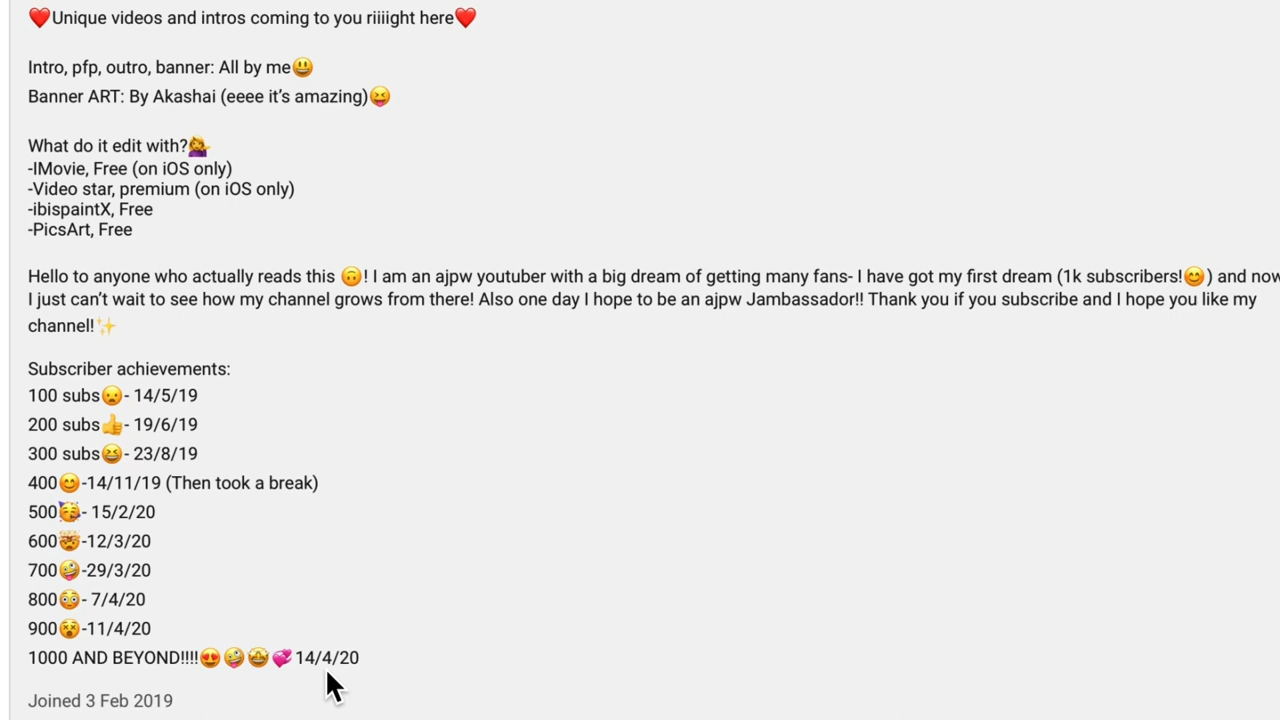 ❤️Unique videos and intros coming to you riiiight here❤️
Intro, pfp, outro, banner: All by me😃
Banner ART: By Akashai (eeee it’s amazing)😝
What do it edit with?💁‍♀️
-IMovie, Free (on iOS only)
-Video star, premium (on iOS only)
-ibispaintX, Free
-PicsArt, Free
Hello to anyone who actually reads this 🙃! I am an ajpw youtuber with a big dream of getting many fans- I have got my first dream (1k subscribers!😊) and now
I just can’t wait to see how my channel grows from there! Also one day I hope to be an ajpw Jambassador!! Thank you if you subscribe and I hope you like my
channel!✨
Subscriber achievements:
100 subs😦- 14/5/19
200 subs👍- 19/6/19
300 subs😆- 23/8/19
400😊-14/11/19 (Then took a break)
500🥳- 15/2/20
600🤯-12/3/20
700🤪-29/3/20
800😳- 7/4/20
900😵-11/4/20
1000 AND BEYOND!!!!😍🤪🤩💞 14/4/20
Joined 3 Feb 2019